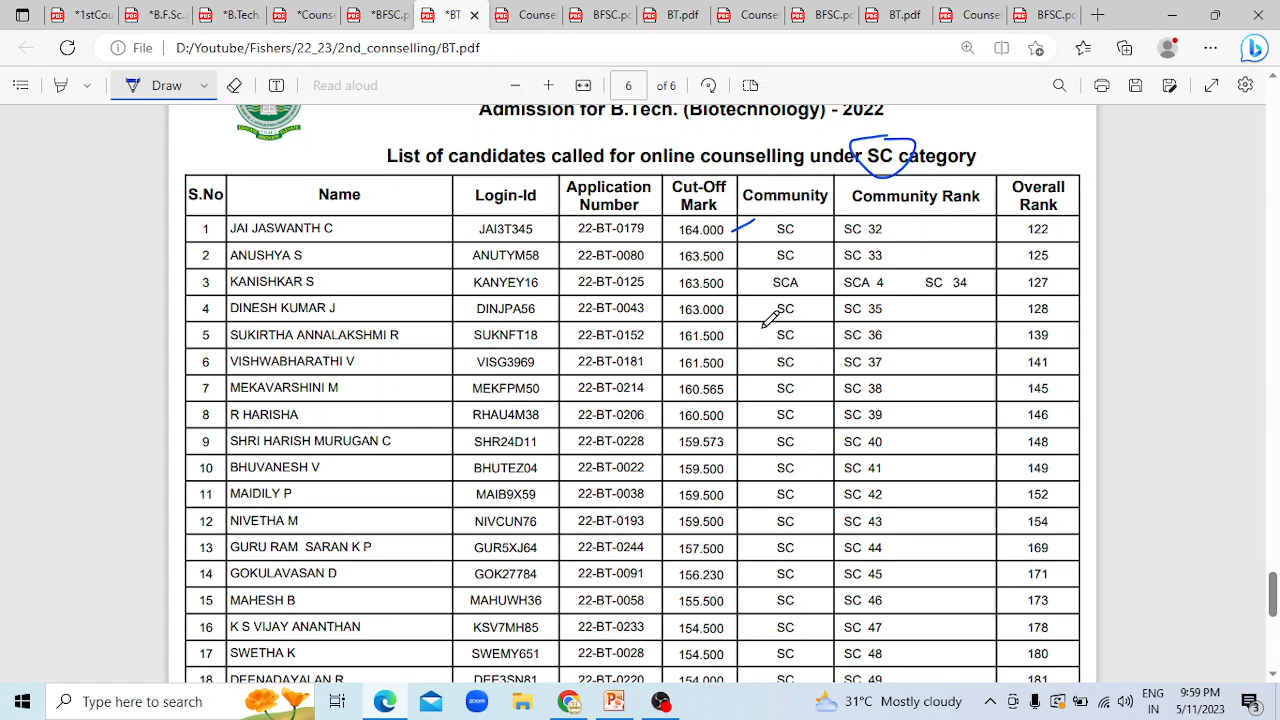 *1stCou
*B.F.Sc
*B.Tech
*Counse
*BFSC.p
*BT
Counsel
BFSC.pc
BT.pdf
Counsel
BFSC.pc
BT.pdf
Counse
BFSC.pc
File D:/Yedu/Fishers/22_23/2nd_connselling/BT.pdf
Draw Read aloud 6 of 6
Admission for B.Tech. (Biotechnology) - 2022
List of candidates called for online counselling under SC category
S.No Name Login-Id Application Number Cut-Off Mark Community Community Rank Overall Rank
1 JAI JASWANTH C JAI3T345 22-BT-0179 164.000 SC SC 32 122
2 ANUSHYA S ANUTYM58 22-BT-0080 163.500 SC SC 33 125
3 KANISHKAR S KANYEY16 22-BT-0125 163.500 SCA SCA 4 SC 34 127
4 DINESH KUMAR J DINJPA56 22-BT-0043 163.000 SC SC 35 128
5 SUKIRTHA ANNALAKSHMI R SUKNFT18 22-BT-0152 161.500 SC SC 36 139
6 VISHWABHARATHI V VISG3969 22-BT-0181 161.500 SC SC 37 141
7 MEKAVARSHINI M MEKFPM50 22-BT-0214 160.565 SC SC 38 145
8 R HARISHA RHAU4M38 22-BT-0206 160.500 SC SC 39 146
9 SHRI HARISH MURUGAN C SHR24D11 22-BT-0228 159.573 SC SC 40 148
10 BHUVANESH V BHUTEZ04 22-BT-0022 159.500 SC SC 41 149
11 MAIDILY P MAIB9X59 22-BT-0038 159.500 SC SC 42 152
12 NIVETHA M NIVCUN76 22-BT-0193 159.500 SC SC 43 154
13 GURU RAM SARAN K P GUR5XJ64 22-BT-0244 157.500 SC SC 44 169
14 GOKULAVASAN D GOK27784 22-BT-0091 156.230 SC SC 45 171
15 MAHESH B MAHUWH36 22-BT-0058 155.500 SC SC 46 173
16 K S VIJAY ANANTHAN KSV7MH85 22-BT-0233 154.500 SC SC 47 178
17 SWETHA K SWEMY651 22-BT-0028 154.500 SC SC 48 180
18 DEENADAYALAN R DEE3SN81 22-BT-0220 154.000 SC SC 49 181
Type here to search
zoom
31°C Mostly cloudy
ENG
IN
9:59 PM
5/11/2023
3